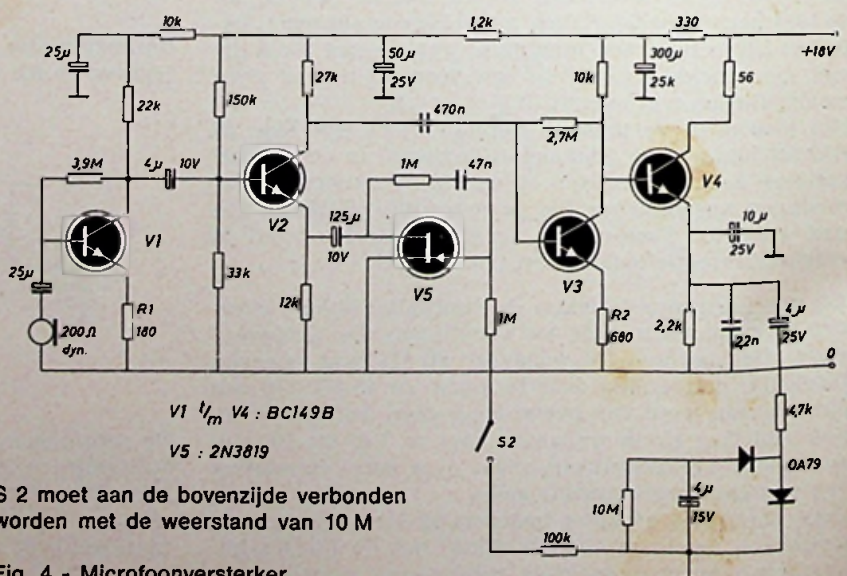 10k
1,2k
330
+18V
25µ
50µ
25V
300µ
25k
56
22k
150k
27k
10k
470n
2,7M
3,9M
4µ
10V
1M
47n
V1
V2
125µ
10V
V5
V3
V4
10µ
25V
25µ
200Ω
dyn.
R1
180
33k
12k
1M
R2
680
2,2k
22n
4µ
25V
0
V1 t/m V4 : BC149B
V5 : 2N3819
S2
4,7k
OA79
10M
4µ
15V
100k
S 2 moet aan de bovenzijde verbonden
worden met de weerstand van 10 M
Fig. 4 - Microfoonversterker